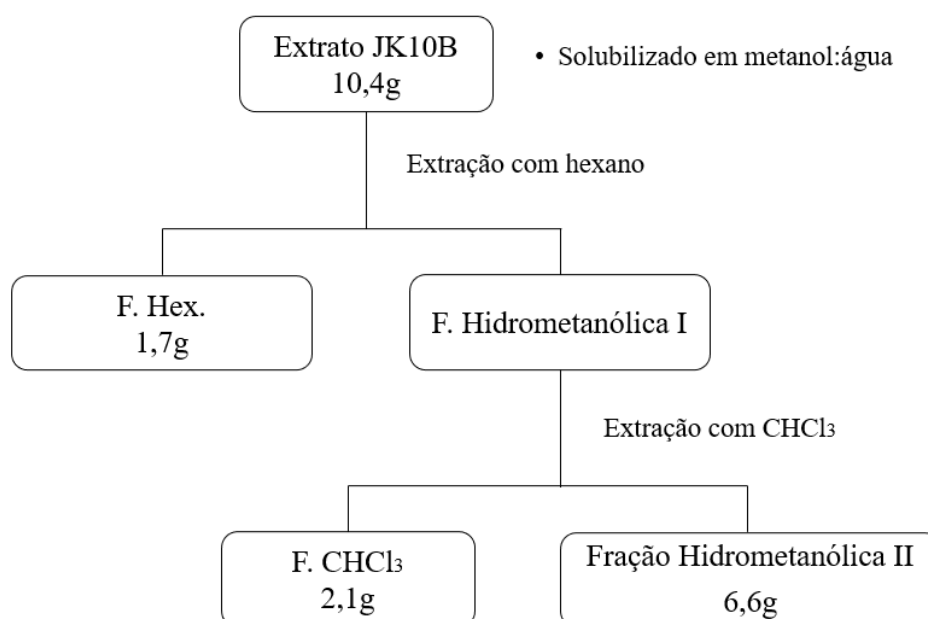 Extrato JK10B
10,4g
• Solubilizado em metanol:água
Extração com hexano
F. Hex.
1,7g
F. Hidrometanólica I
Extração com CHCl₃
F. CHCl₃
2,1g
Fração Hidrometanólica II
6,6g